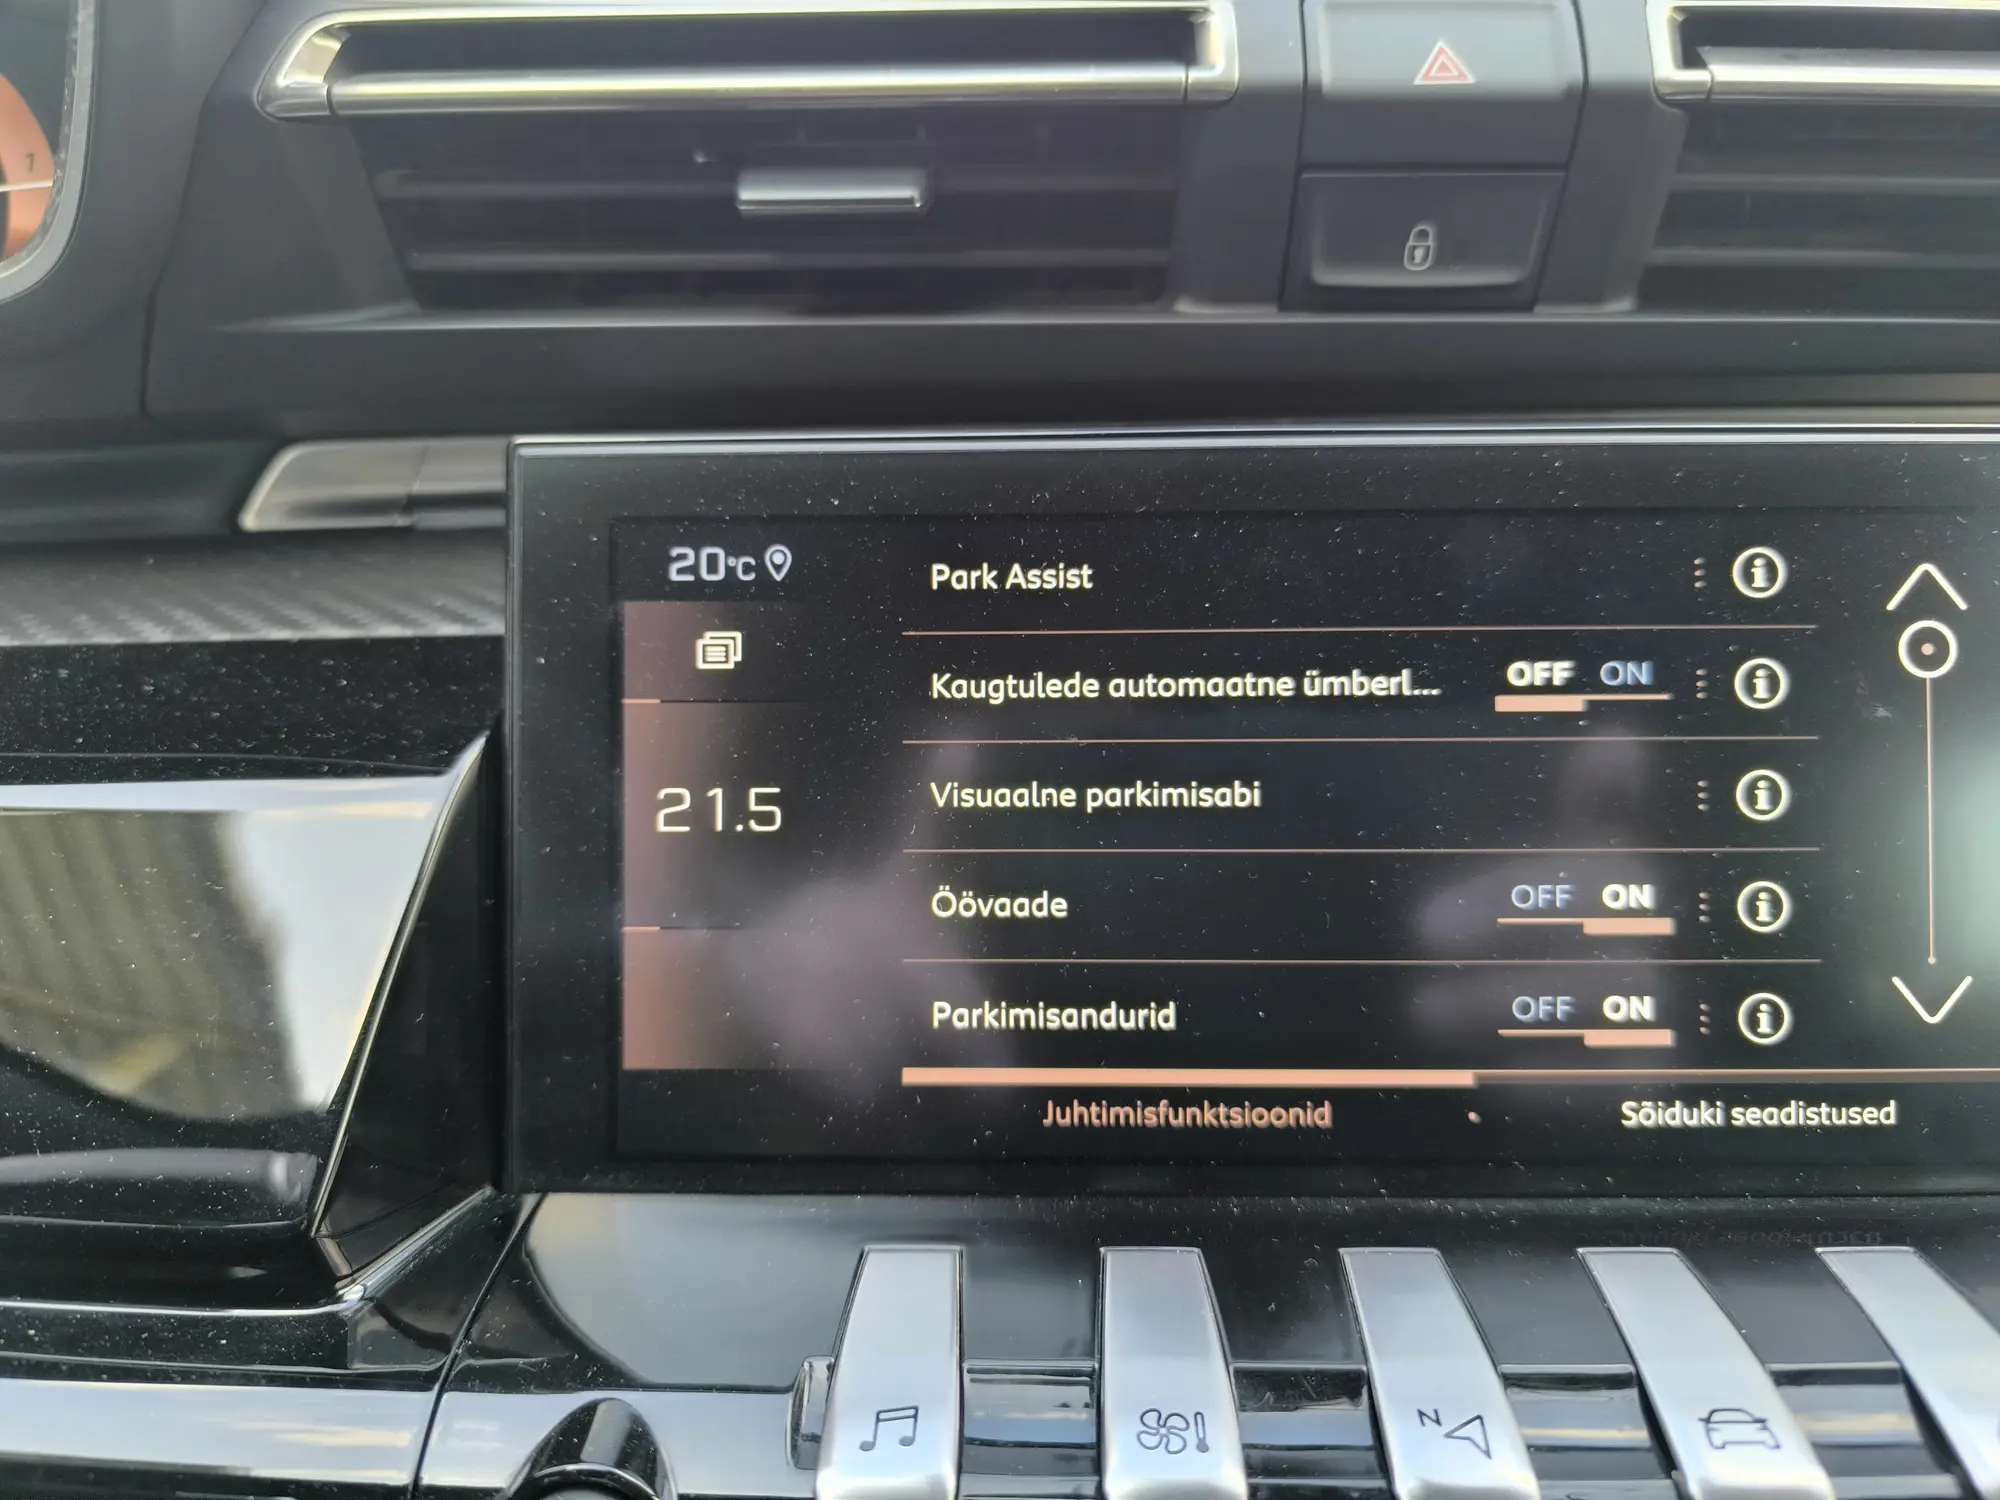 7
20°C
Park Assist
Kaugtulede automaatne ümberl... OFF ON
21.5
Visuaalne parkimisabi
Öövaade OFF ON
Parkimisandurid OFF ON
Juhtimisfunktsioonid
Sõiduki seadistused
N